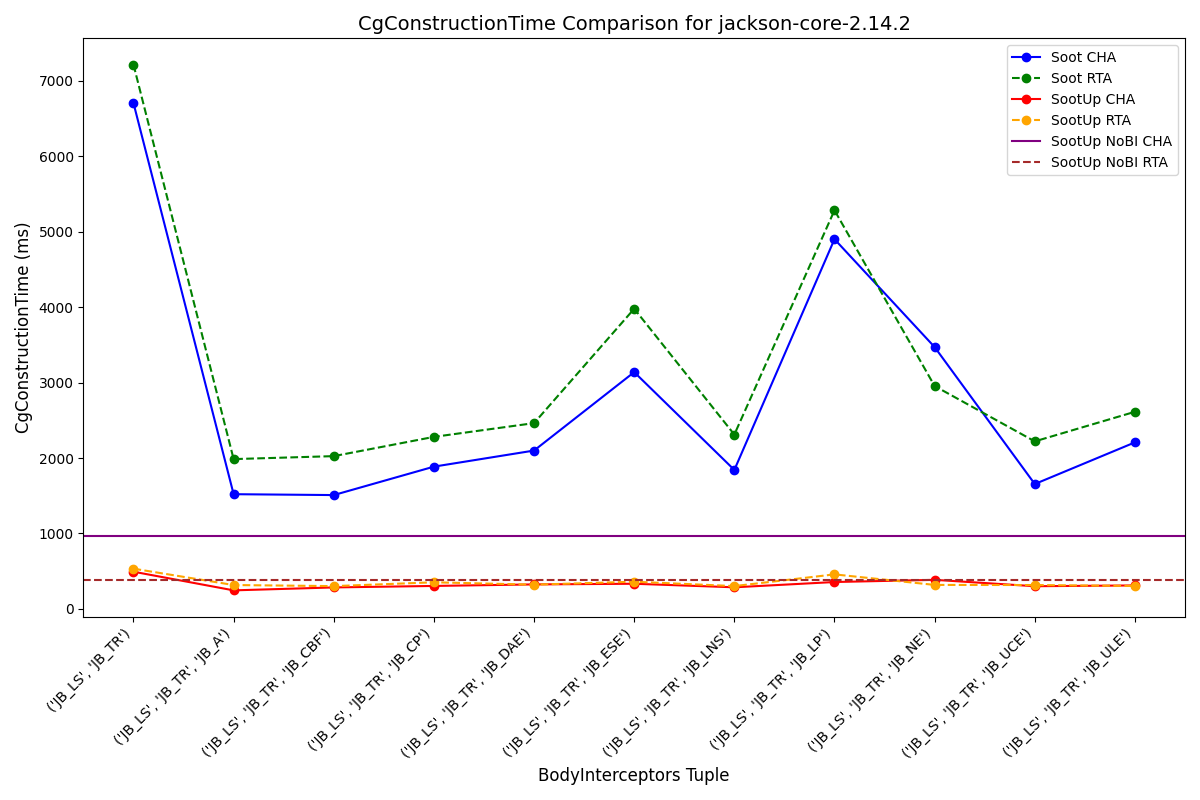 CgConstructionTime Comparison for jackson-core-2.14.2
Soot CHA
Soot RTA
SootUp CHA
SootUp RTA
SootUp NoBI CHA
SootUp NoBI RTA
CgConstructionTime (ms)
7000
6000
5000
4000
3000
2000
1000
0
('JB_LS', 'JB_TR')
('JB_LS', 'JB_TR', 'JB_A')
('JB_LS', 'JB_TR', 'JB_CBF')
('JB_LS', 'JB_TR', 'JB_CP')
('JB_LS', 'JB_TR', 'JB_DAE')
('JB_LS', 'JB_TR', 'JB_ESE')
('JB_LS', 'JB_TR', 'JB_LNS')
('JB_LS', 'JB_TR', 'JB_LP')
('JB_LS', 'JB_TR', 'JB_NE')
('JB_LS', 'JB_TR', 'JB_UCE')
('JB_LS', 'JB_TR', 'JB_ULE')
BodyInterceptors Tuple